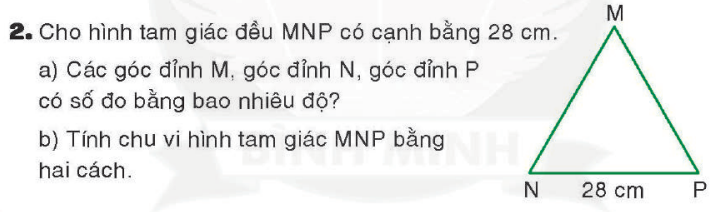 2. Cho hình tam giác đều MNP có cạnh bằng 28 cm.
a) Các góc đỉnh M, góc đỉnh N, góc đỉnh P
có số đo bằng bao nhiêu độ?
b) Tính chu vi hình tam giác MNP bằng
hai cách.
M
N 28 cm P
BÌNH MINH